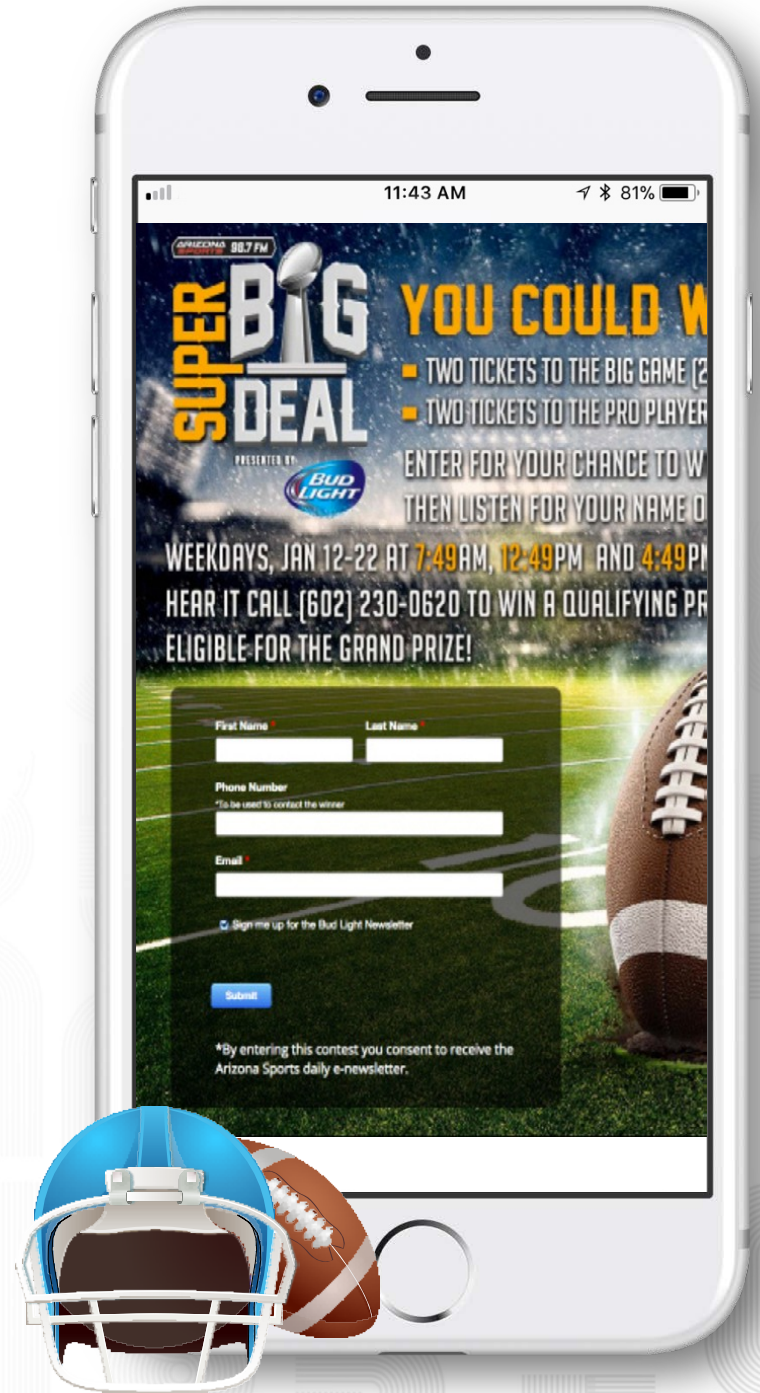 11:43 AM
81%
ARIZONA SPORTS 98.7 FM
SUPER
BIG
DEAL
PRESENTED BY
BUD LIGHT
YOU COULD W
TWO TICKETS TO THE BIG GAME (2
TWO TICKETS TO THE PRO PLAYER
ENTER FOR YOUR CHANCE TO W
THEN LISTEN FOR YOUR NAME O
WEEKDAYS, JAN 12-22 AT 7:49AM, 12:49PM AND 4:49PM
HEAR IT CALL (602) 230-0620 TO WIN A QUALIFYING PR
ELIGIBLE FOR THE GRAND PRIZE!
First Name * Last Name *
Phone Number
*To be used to contact the winner
Email *
Sign me up for the Bud Light Newsletter
Submit
*By entering this contest you consent to receive the
Arizona Sports daily e-newsletter.